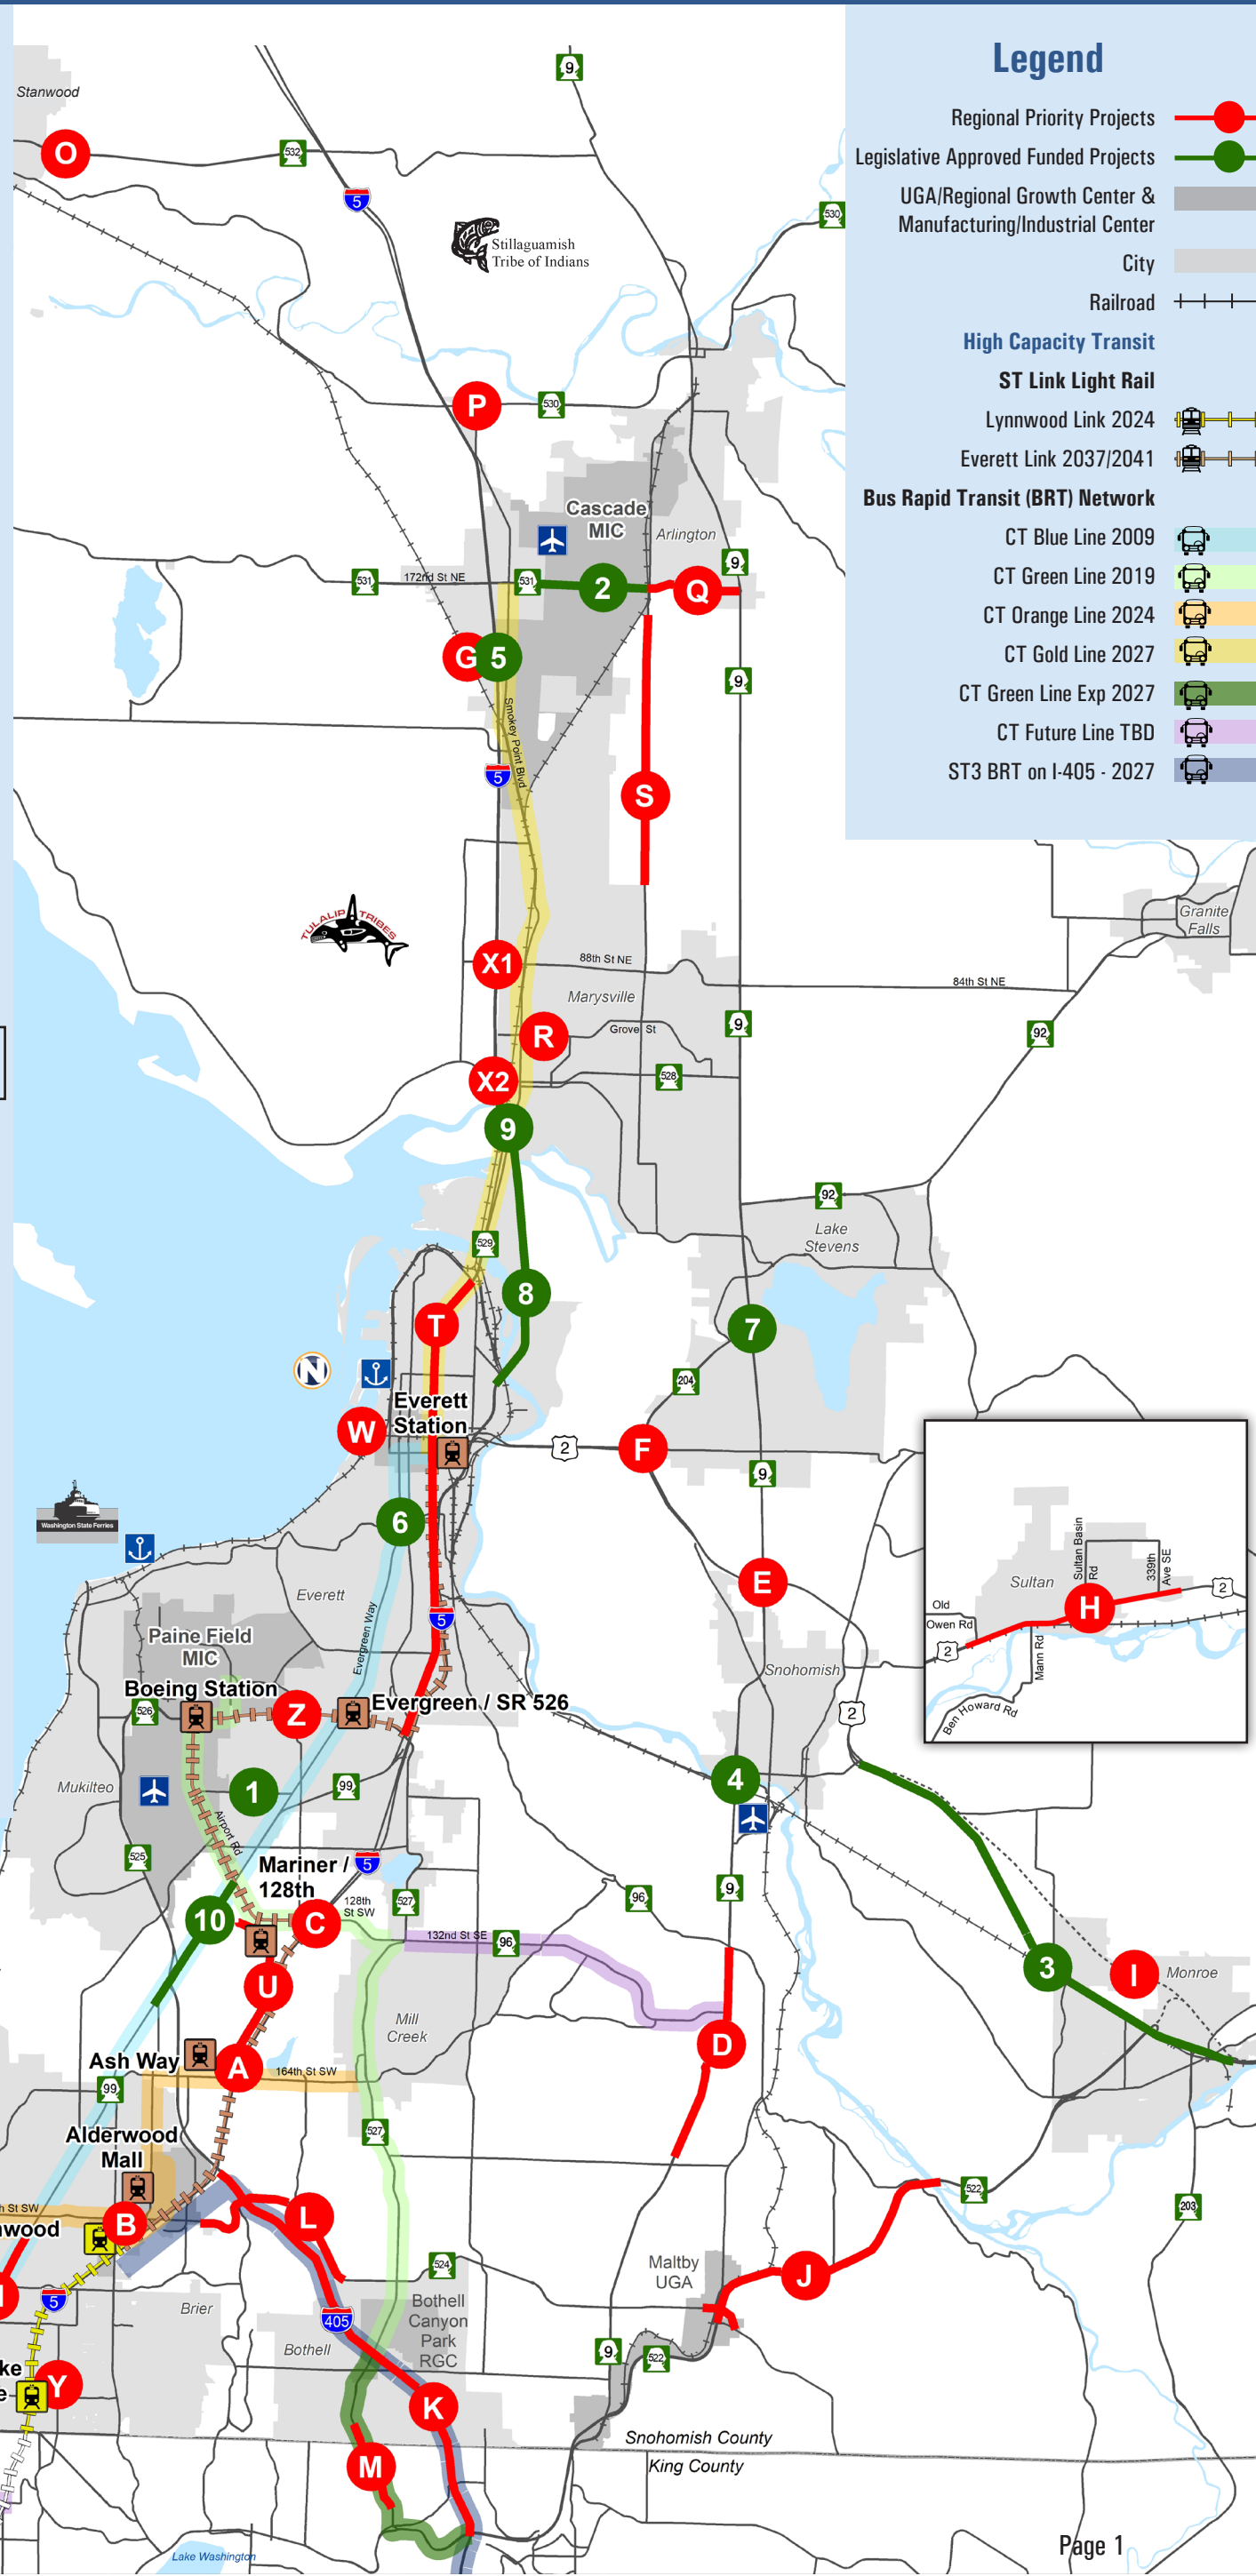 Legend
Regional Priority Projects
Legislative Approved Funded Projects
UGA/Regional Growth Center &
Manufacturing/Industrial Center
City
Railroad
High Capacity Transit
ST Link Light Rail
Lynnwood Link 2024
Everett Link 2037/2041
Bus Rapid Transit (BRT) Network
CT Blue Line 2009
CT Green Line 2019
CT Orange Line 2024
CT Gold Line 2027
CT Green Line Exp 2027
CT Future Line TBD
ST3 BRT on I-405 - 2027
9
Stanwood
O
532
5
530
Stillaguamish
Tribe of Indians
P
530
Cascade
MIC
Arlington
9
531
172nd St NE
531
2
Q
G
5
9
Smokey Point Blvd
5
S
TULALIP TRIBES
Granite
Falls
X1
88th St NE
84th St NE
Marysville
R
Grove St
9
92
X2
528
9
92
Lake
Stevens
529
8
T
7
N
204
Everett
Station
W
2
F
9
Washington State Ferries
6
E
Everett
Evergreen Way
5
Paine Field
MIC
Snohomish
Boeing Station
526
Z
Evergreen / SR 526
2
Sultan Basin
Rd
339th
Ave SE
Sultan
H
2
Old
Owen Rd
2
Mann Rd
Ben Howard Rd
Mukilteo
1
99
4
Airport Rd
525
Mariner /
128th
5
9
96
10
C
128th
St SW
527
132nd St SE
96
3
I
Monroe
U
Mill
Creek
D
Ash Way
A
164th St SW
99
527
Alderwood
Mall
522
203
h St SW
nwood
B
L
Maltby
UGA
J
524
5
405
Brier
Bothell
Bothell
Canyon
Park
RGC
9
522
ke
e
Y
K
Snohomish County
King County
M
Lake Washington
Page 1